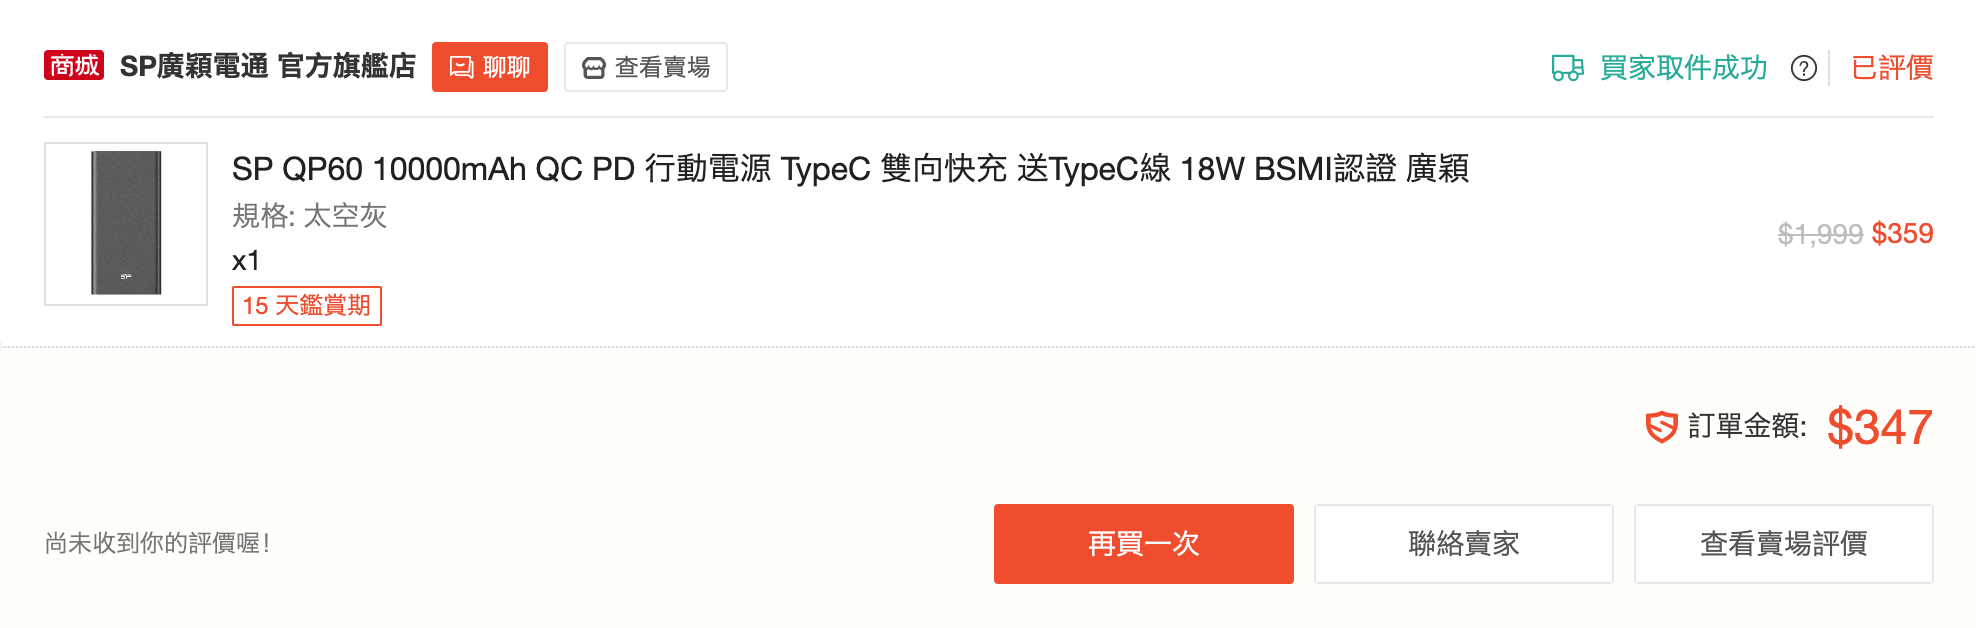 商城 SP廣穎電通 官方旗艦店 聊聊 查看賣場 買家取件成功 ? 已評價
SP QP60 10000mAh QC PD 行動電源 TypeC 雙向快充 送TypeC線 18W BSMI認證 廣穎
規格: 太空灰
$1,999 $359
x1
SP
15 天鑑賞期
訂單金額: $347
尚未收到你的評價喔! 再買一次 聯絡賣家 查看賣場評價